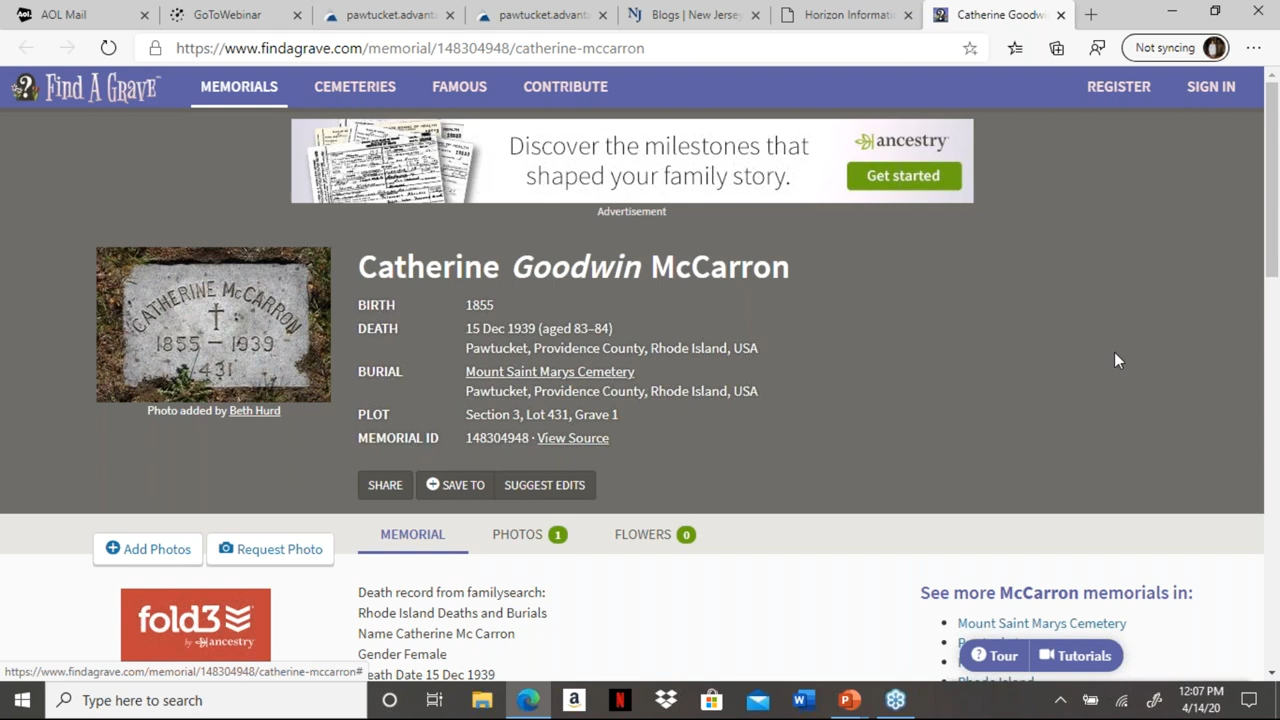 AOL Mail
GoToWebinar
pawtucket.advanta
pawtucket.advanta
Blogs | New Jersey
Horizon Informatic
Catherine Goodwi
https://www.findagrave.com/memorial/148304948/catherine-mccarron
Not syncing
FIND A GRAVE
MEMORIALS
CEMETERIES
FAMOUS
CONTRIBUTE
REGISTER
SIGN IN
Discover the milestones that
shaped your family story.
ancestry
Get started
Advertisement
CATHERINE McCARRON
1855 – 1939
431
Photo added by Beth Hurd
Catherine Goodwin McCarron
BIRTH 1855
DEATH 15 Dec 1939 (aged 83–84)
Pawtucket, Providence County, Rhode Island, USA
BURIAL Mount Saint Marys Cemetery
Pawtucket, Providence County, Rhode Island, USA
PLOT Section 3, Lot 431, Grave 1
MEMORIAL ID 148304948 · View Source
SHARE
SAVE TO
SUGGEST EDITS
Add Photos
Request Photo
MEMORIAL
PHOTOS 1
FLOWERS 0
fold3
by ancestry
Death record from familysearch:
Rhode Island Deaths and Burials
Name Catherine Mc Carron
Gender Female
Death Date 15 Dec 1939
See more McCarron memorials in:
Mount Saint Marys Cemetery
Rhode Island
Tour
Tutorials
https://www.findagrave.com/memorial/148304948/catherine-mccarron#
Type here to search
12:07 PM
4/14/20